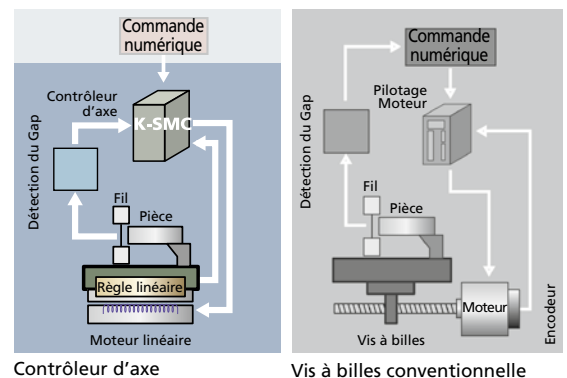 Commande
numérique
Contrôleur
d'axe
K-SMC
Détection du Gap
Fil
Pièce
Règle linéaire
Moteur linéaire
Contrôleur d'axe
Commande
numérique
Pilotage
Moteur
Détection du Gap
Fil
Pièce
Moteur
Encodeur
Vis à billes
Vis à billes conventionnelle